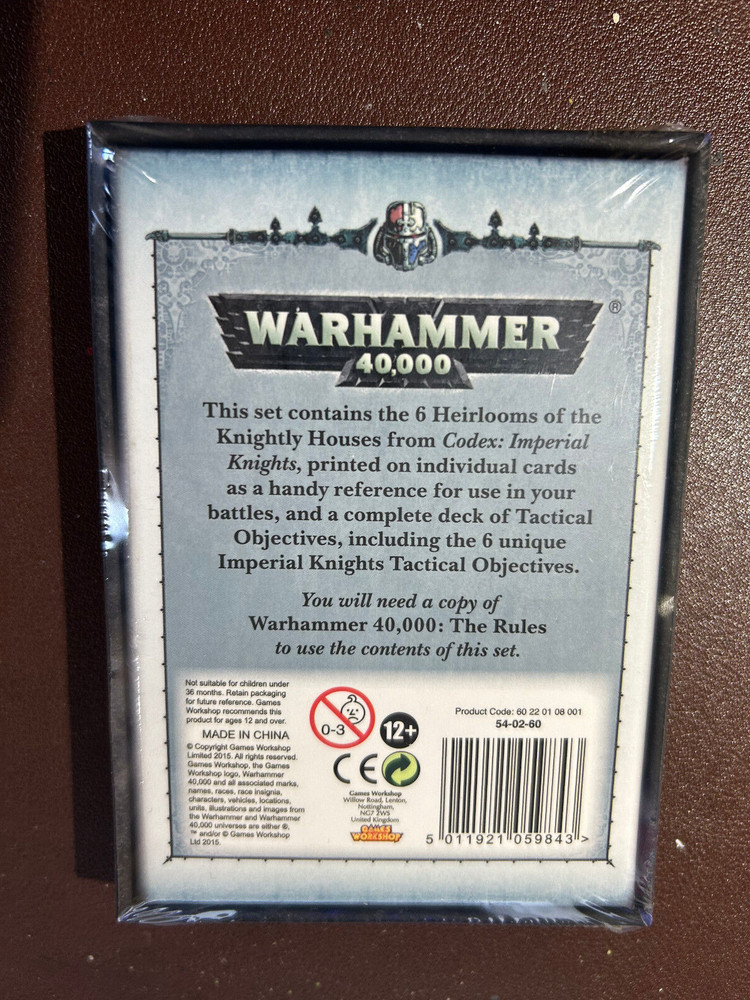 WARHAMMER®
40,000
This set contains the 6 Heirlooms of the
Knightly Houses from Codex: Imperial
Knights, printed on individual cards
as a handy reference for use in your
battles, and a complete deck of Tactical
Objectives, including the 6 unique
Imperial Knights Tactical Objectives.
You will need a copy of
Warhammer 40,000: The Rules
to use the contents of this set.
Not suitable for children under
36 months. Retain packaging
for future reference. Games
Workshop recommends this
product for ages 12 and over.
MADE IN CHINA
© Copyright Games Workshop
Limited 2015. All rights reserved.
Games Workshop, the Games
Workshop logo, Warhammer
40,000 and all associated marks,
names, races, race insignia,
characters, vehicles, locations,
units, illustrations and images from
the Warhammer and Warhammer
40,000 universes are either ®,
™ and/or © Games Workshop
Ltd 2015.
0-3
12+
CE
Games Workshop
Willow Road, Lenton,
Nottingham,
NG7 2WS
United Kingdom
GAMES
WORKSHOP
Product Code: 60 22 01 08 001
54-02-60
5 011921 059843 >